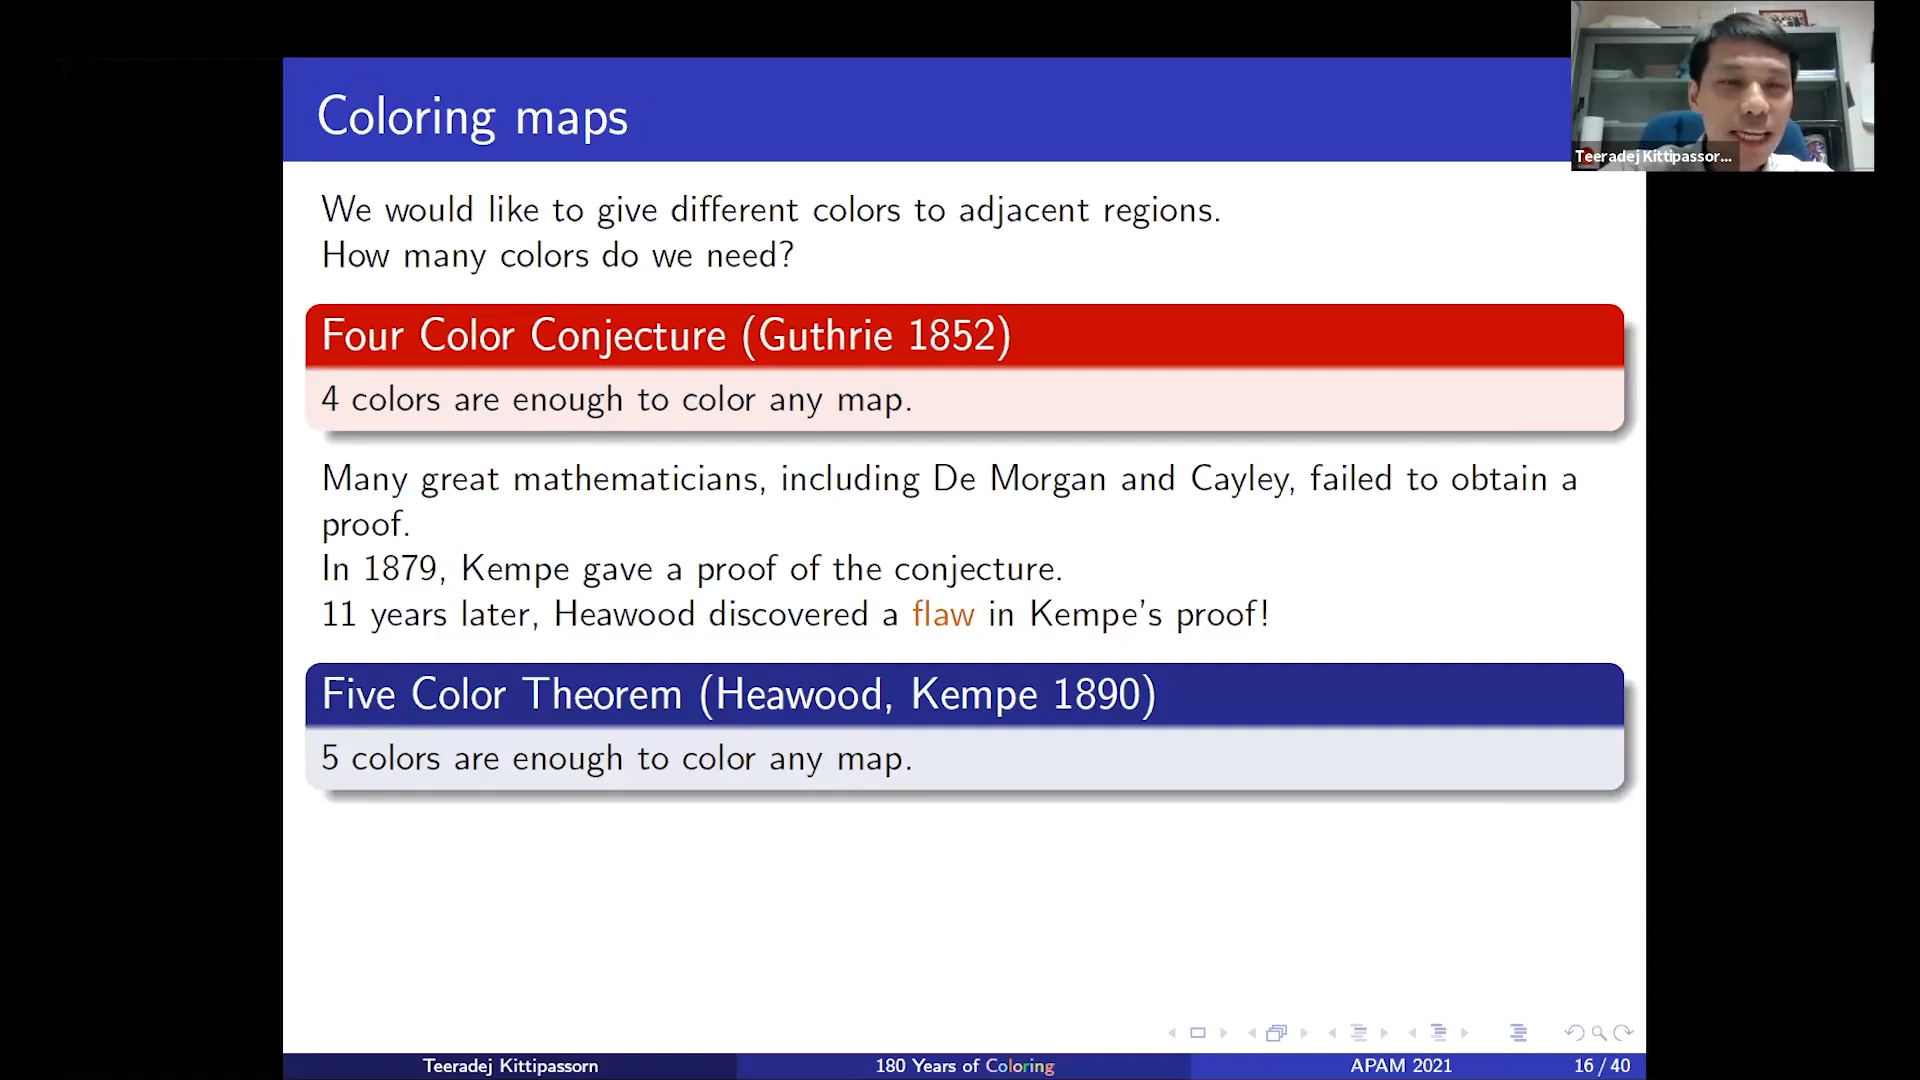 Coloring maps
Teeradej Kittipassor...
We would like to give different colors to adjacent regions.
How many colors do we need?
Four Color Conjecture (Guthrie 1852)
4 colors are enough to color any map.
Many great mathematicians, including De Morgan and Cayley, failed to obtain a
proof.
In 1879, Kempe gave a proof of the conjecture.
11 years later, Heawood discovered a flaw in Kempe's proof!
Five Color Theorem (Heawood, Kempe 1890)
5 colors are enough to color any map.
Teeradej Kittipassorn 180 Years of Coloring APAM 2021 16 / 40